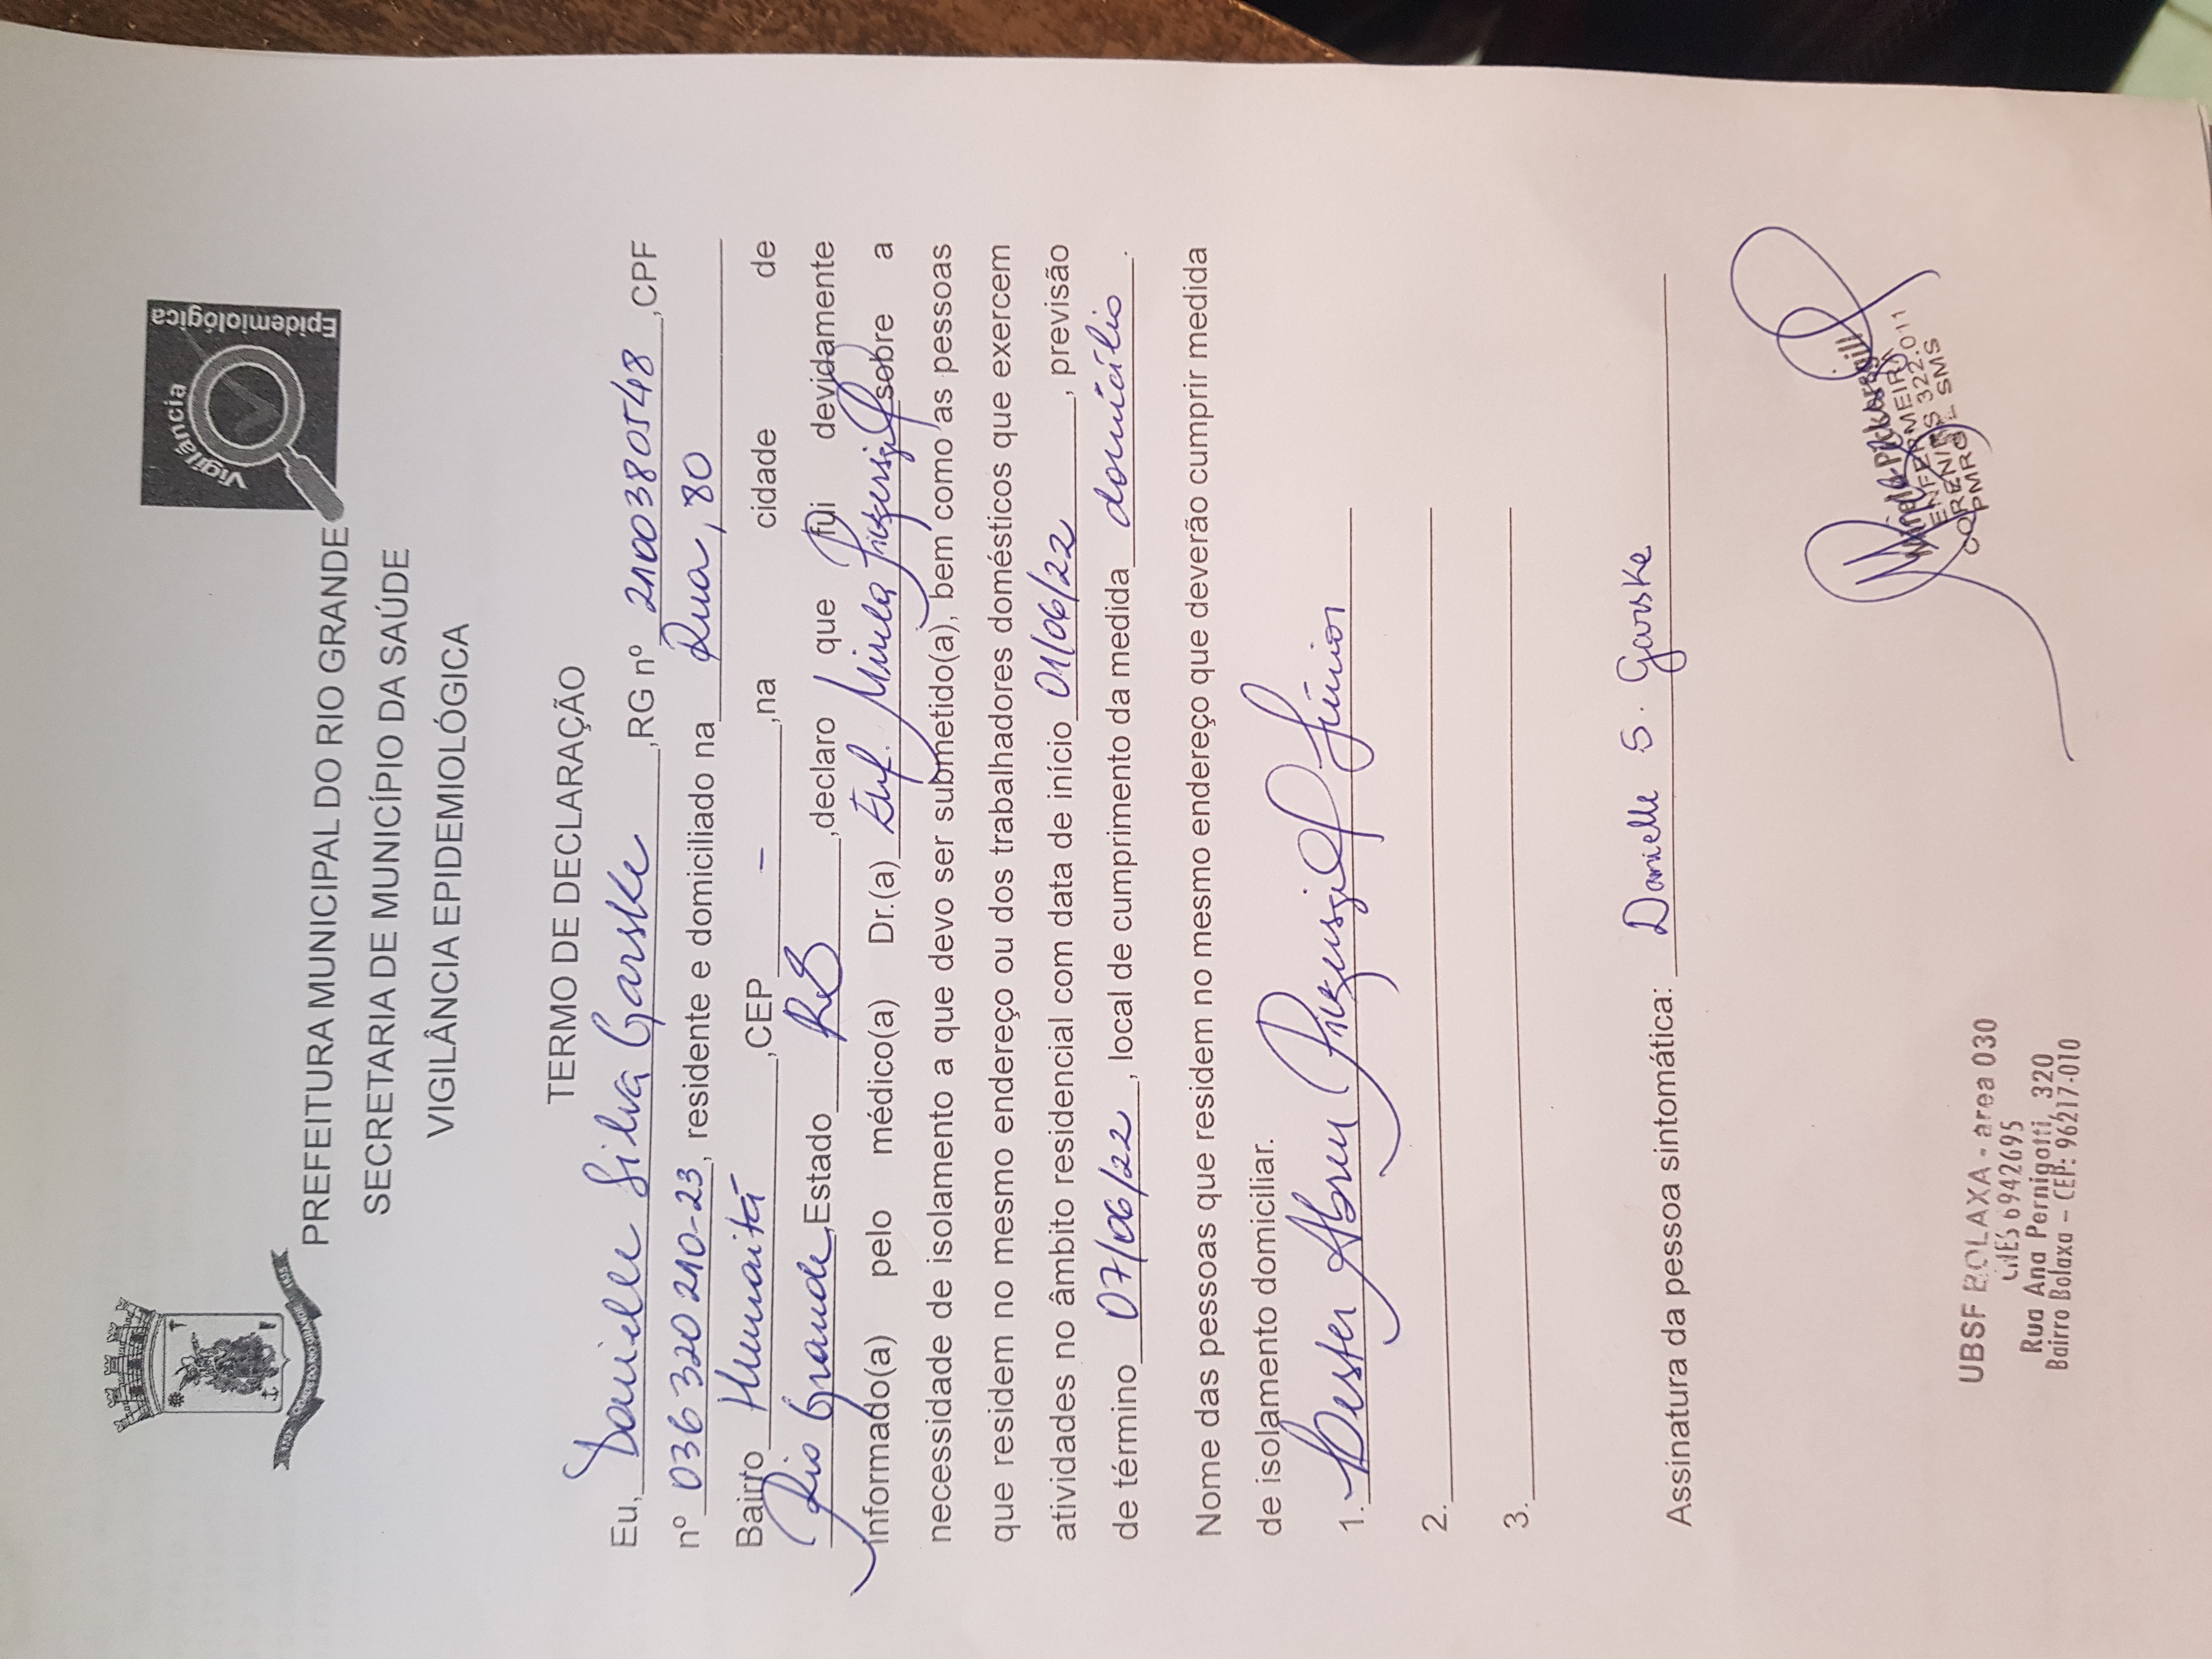 1737 CIDADE DO RIO GRANDE 1835
Vigilância
Epidemiológica
PREFEITURA MUNICIPAL DO RIO GRANDE
SECRETARIA DE MUNICÍPIO DA SAÚDE
VIGILÂNCIA EPIDEMIOLÓGICA
TERMO DE DECLARAÇÃO
Eu, Danielle Silva Garske ,RG nº 2100380548 ,CPF
nº 036 320 210-23, residente e domiciliado na Rua, 80
Bairro Humaitá ,CEP - ,na cidade de
Rio Grande,Estado RS ,declaro que fui devidamente
informado(a) pelo médico(a) Dr.(a) Enf. Mirela Pickersgill sobre a
necessidade de isolamento a que devo ser submetido(a), bem como as pessoas
que residem no mesmo endereço ou dos trabalhadores domésticos que exercem
atividades no âmbito residencial com data de início 01/06/22 , previsão
de término 07/06/22 , local de cumprimento da medida domicílio .
Nome das pessoas que residem no mesmo endereço que deverão cumprir medida
de isolamento domiciliar.
1. Abreu Pickersgill Júnior
2.
3.
Assinatura da pessoa sintomática: Danielle S. Garske
Mirela Pickersgill
ENFERMEIRA
COREN/RS 322.011
PMRG - SMS
UBSF BOLAXA - área 030
CNES 6942695
Rua Ana Pernigotti, 320
Bairro Bolaxa – CEP: 96217-010